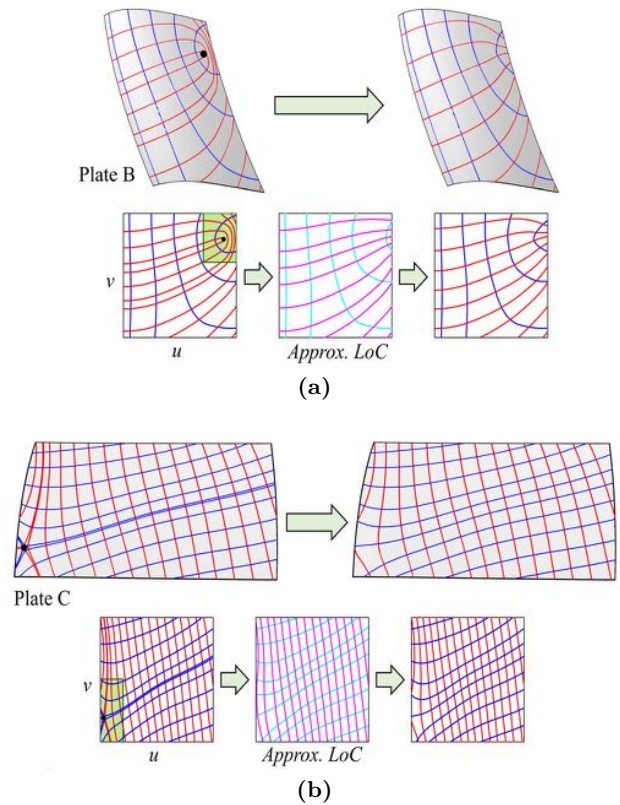 Plate B
v
u
Approx. LoC
(a)
Plate C
v
u
Approx. LoC
(b)